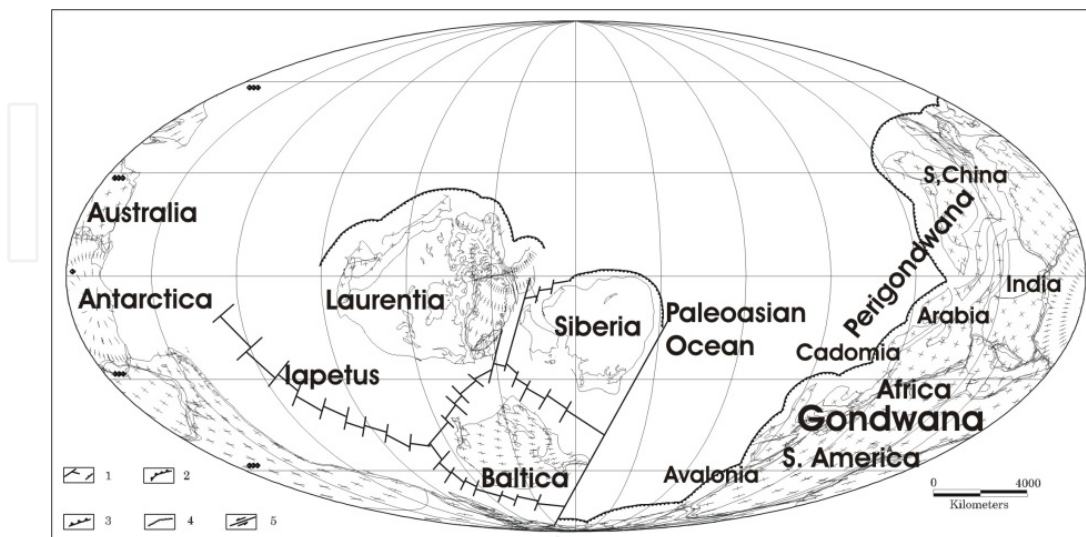 S,China
Australia
Perigondwana
Antarctica
Laurentia
India
Siberia
Paleoasian
Ocean
Arabia
Cadomia
Iapetus
Africa
Gondwana
S. America
Baltica
Avalonia
1
2
0
4000
Kilometers
3
4
5